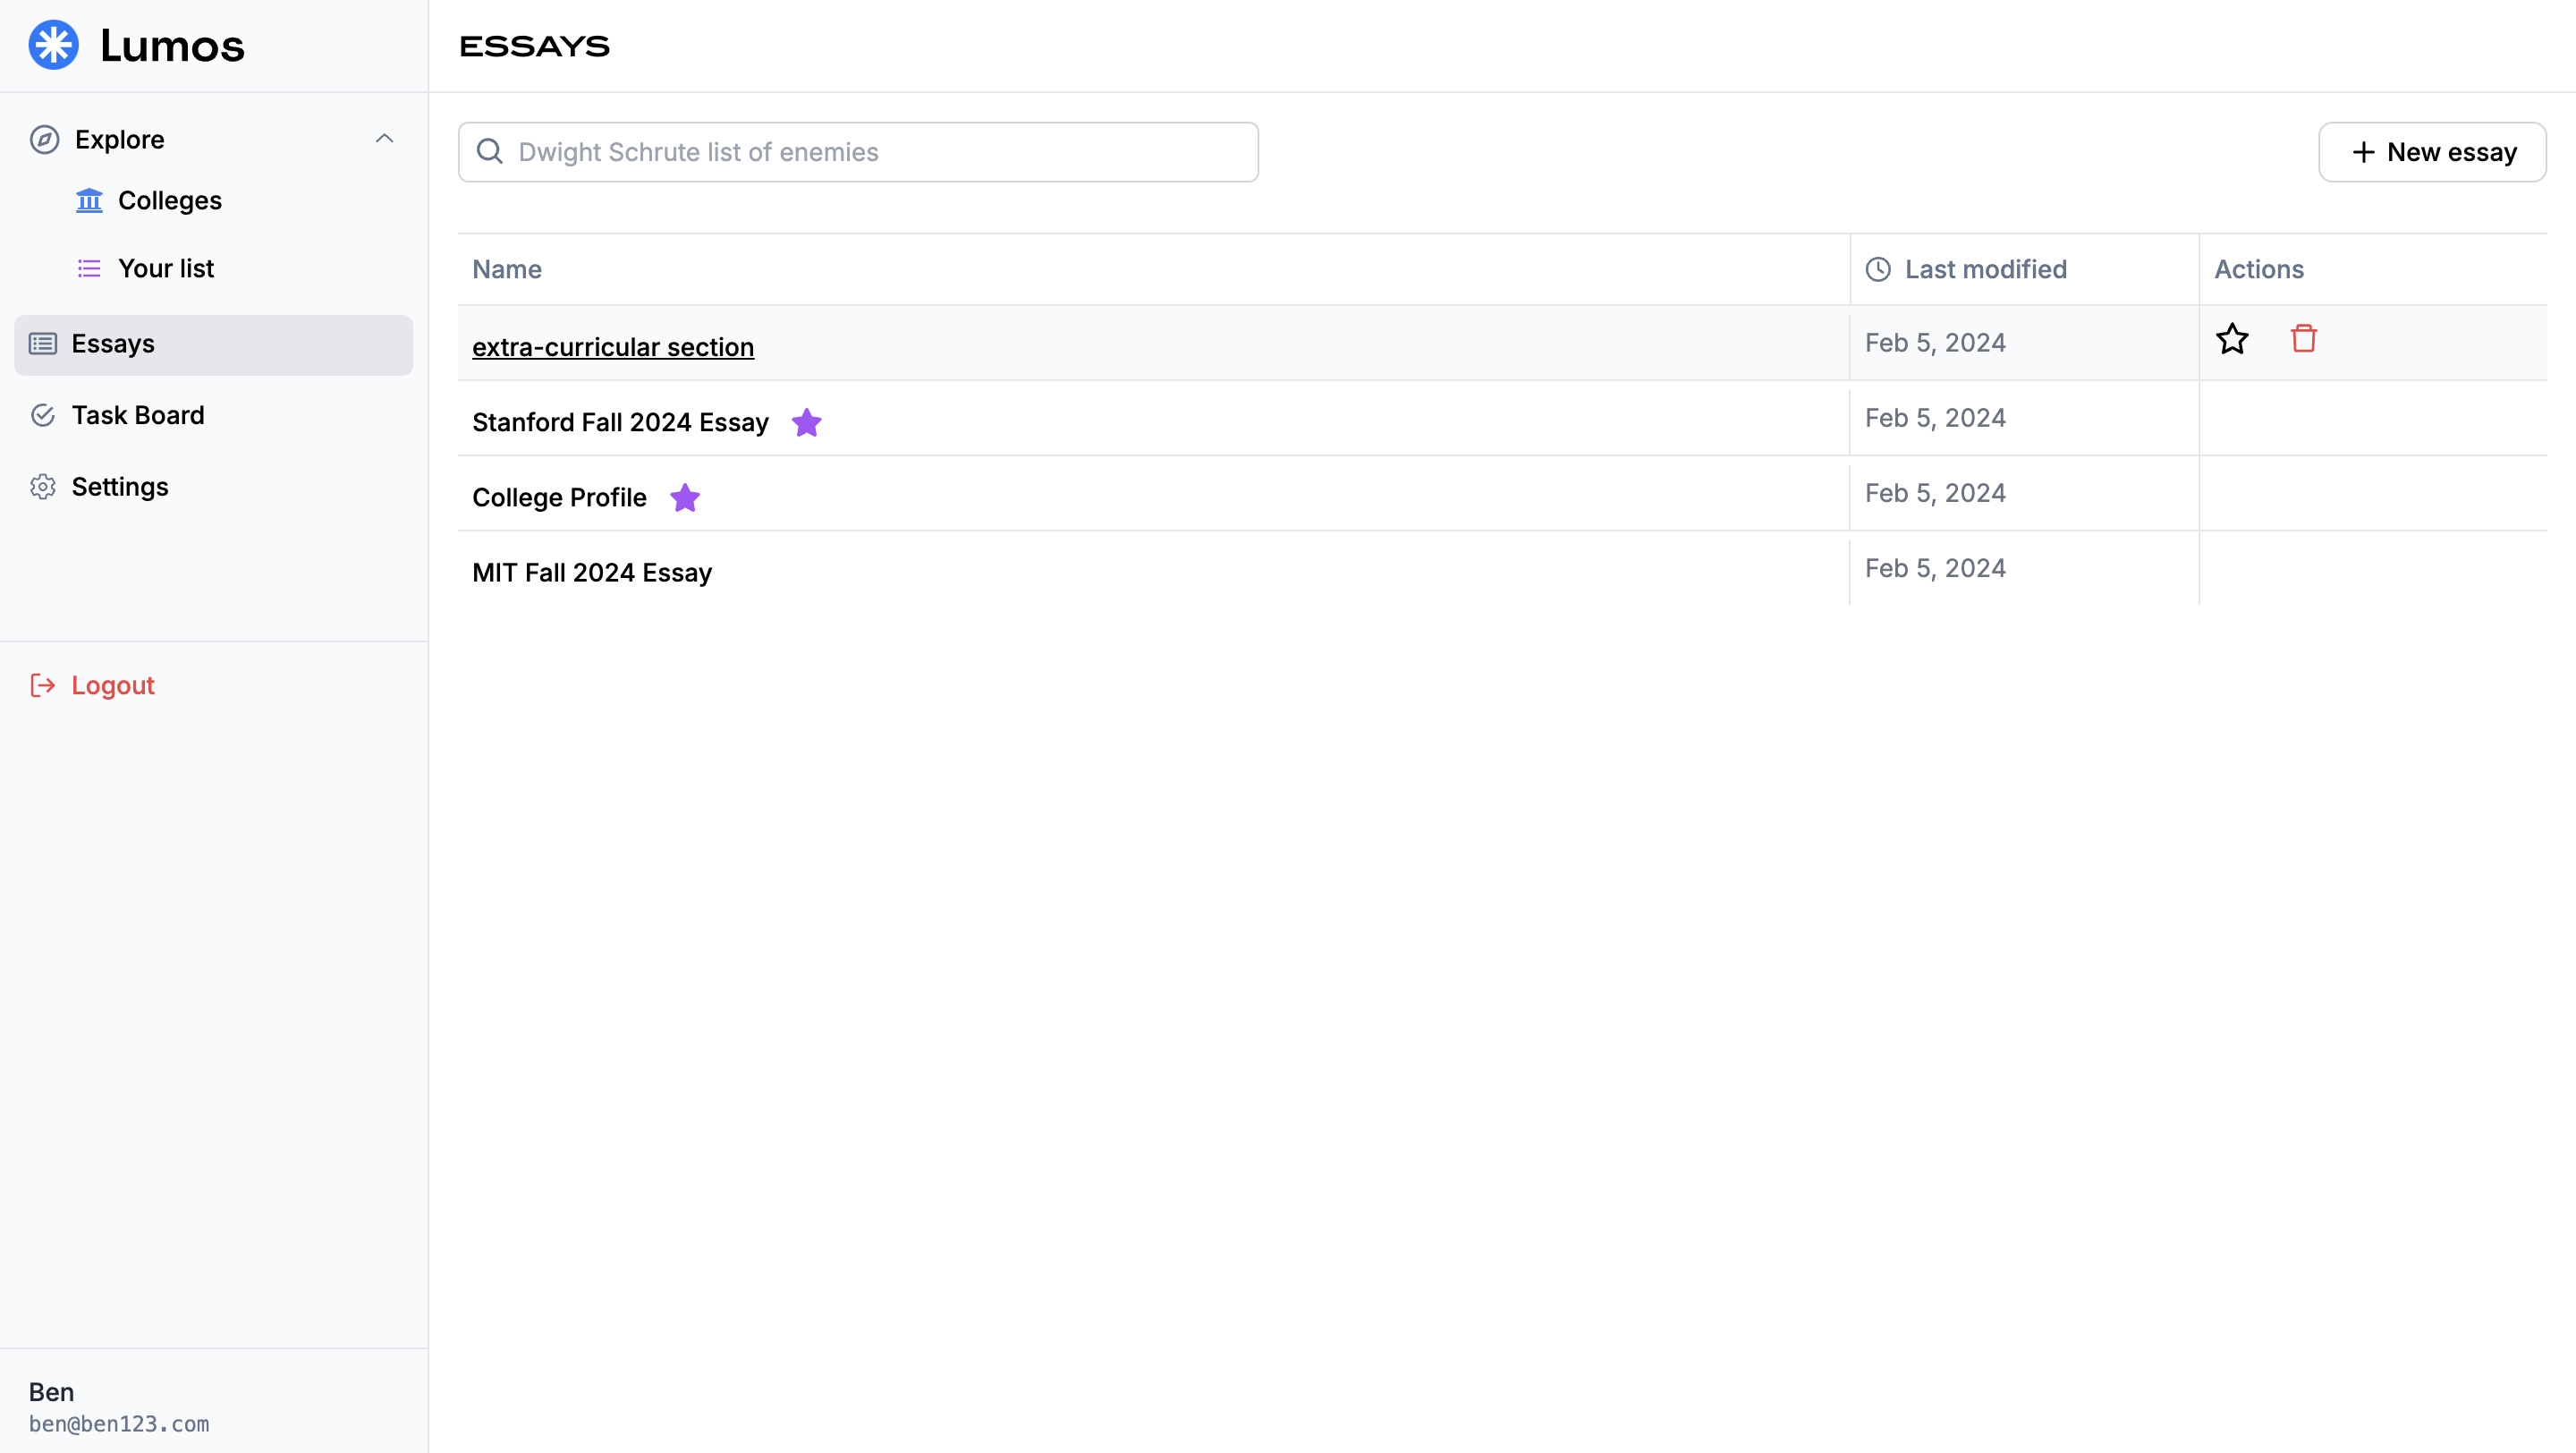 Lumos
ESSAYS
Explore
Colleges
Your list
Essays
Task Board
Settings
Logout
Ben
ben@ben123.com
Dwight Schrute list of enemies
New essay
Name
Last modified
Actions
extra-curricular section
Feb 5, 2024
Stanford Fall 2024 Essay
Feb 5, 2024
College Profile
Feb 5, 2024
MIT Fall 2024 Essay
Feb 5, 2024